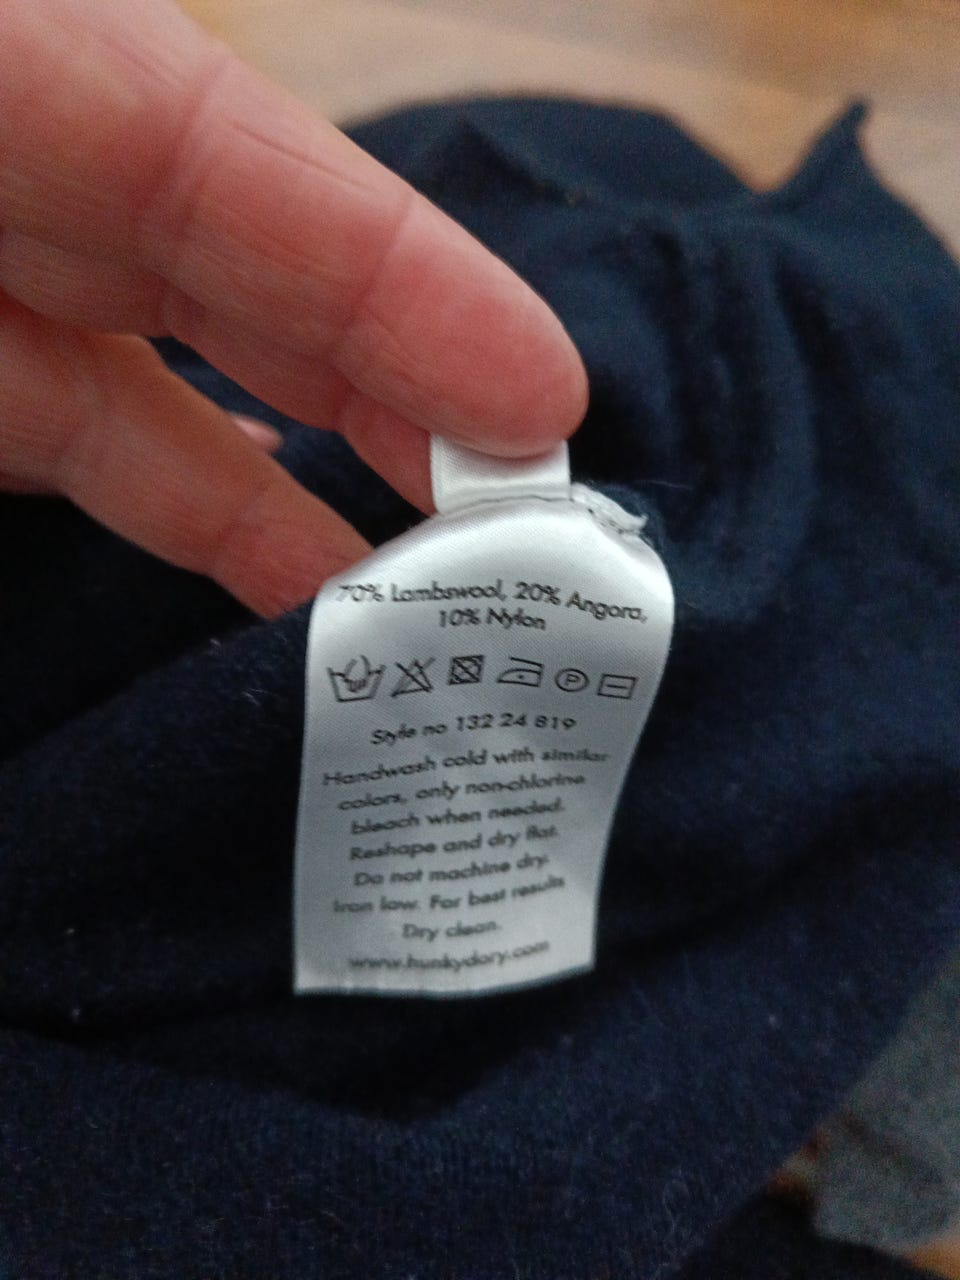 70% Lambswool, 20% Angora,
10% Nylon
P
Style no 132 24 819
Handwash cold with similar
colors, only non-chlorine
bleach when needed.
Reshape and dry flat.
Do not machine dry.
Iron low. For best results
Dry clean.
www.hunkydory.com